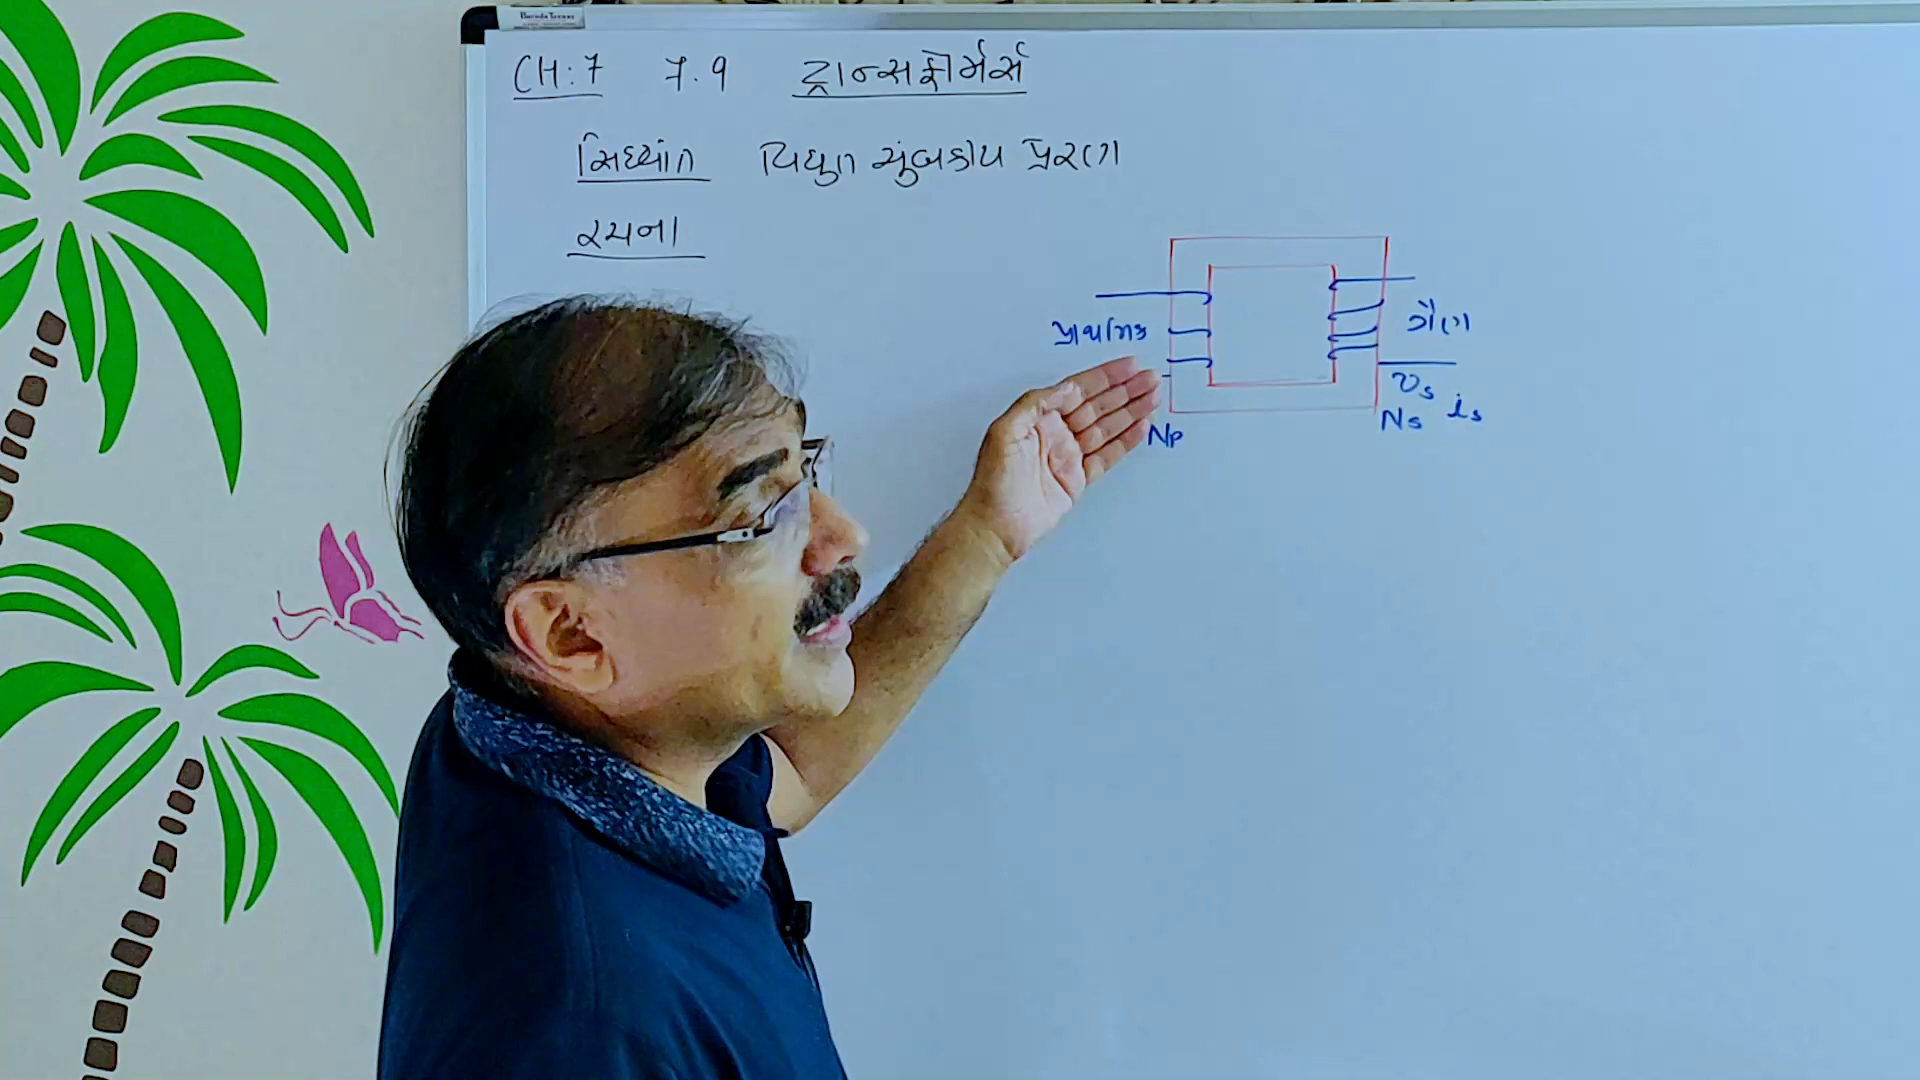 CH:7 7.9 ટ્રાન્સફોર્મર્સ
સિધ્ધાંત વિદ્યુત ચુંબકીય પ્રેરણ
રચના
પ્રાથમિક
ગૌણ
Vs is
Ns
Np